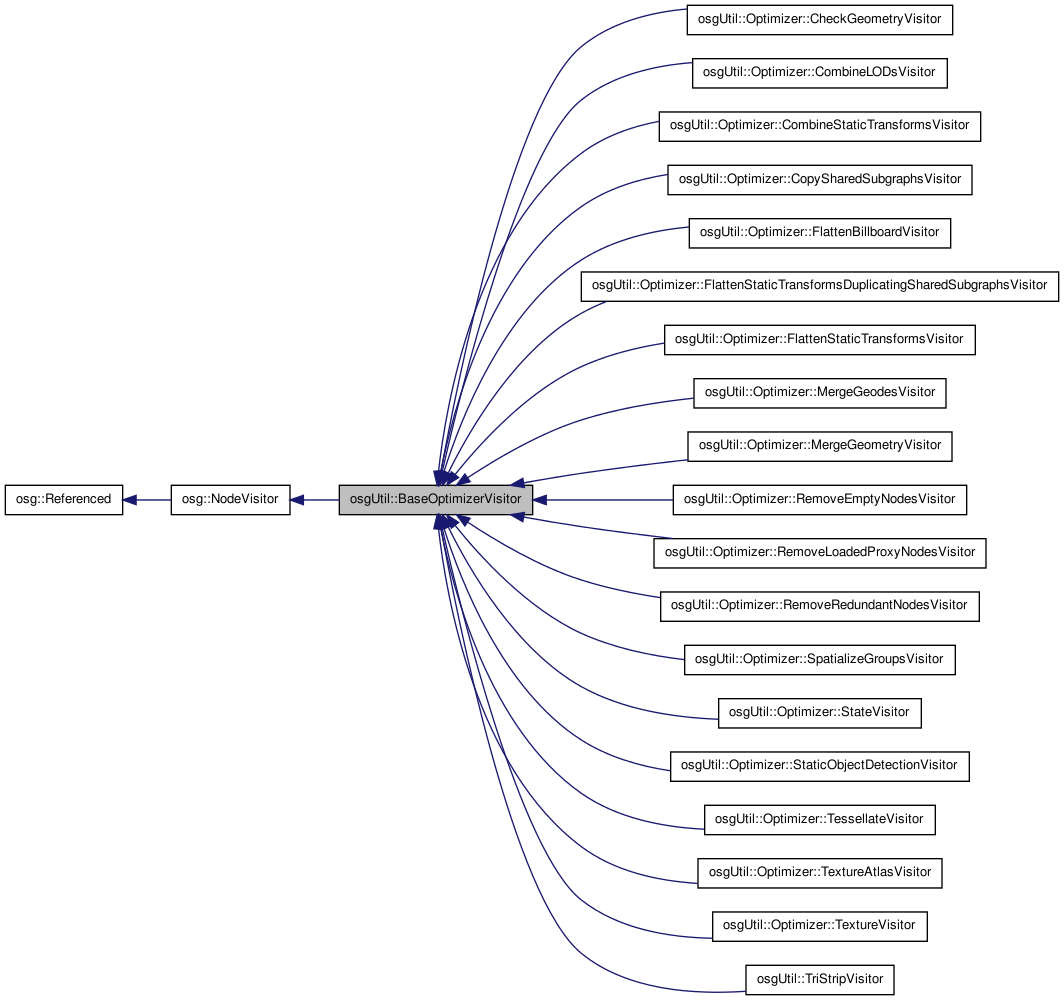 osgUtil::Optimizer::CheckGeometryVisitor
osgUtil::Optimizer::CombineLODsVisitor
osgUtil::Optimizer::CombineStaticTransformsVisitor
osgUtil::Optimizer::CopySharedSubgraphsVisitor
osgUtil::Optimizer::FlattenBillboardVisitor
osgUtil::Optimizer::FlattenStaticTransformsDuplicatingSharedSubgraphsVisitor
osgUtil::Optimizer::FlattenStaticTransformsVisitor
osgUtil::Optimizer::MergeGeodesVisitor
osgUtil::Optimizer::MergeGeometryVisitor
osg::Referenced
osg::NodeVisitor
osgUtil::BaseOptimizerVisitor
osgUtil::Optimizer::RemoveEmptyNodesVisitor
osgUtil::Optimizer::RemoveLoadedProxyNodesVisitor
osgUtil::Optimizer::RemoveRedundantNodesVisitor
osgUtil::Optimizer::SpatializeGroupsVisitor
osgUtil::Optimizer::StateVisitor
osgUtil::Optimizer::StaticObjectDetectionVisitor
osgUtil::Optimizer::TessellateVisitor
osgUtil::Optimizer::TextureAtlasVisitor
osgUtil::Optimizer::TextureVisitor
osgUtil::TriStripVisitor